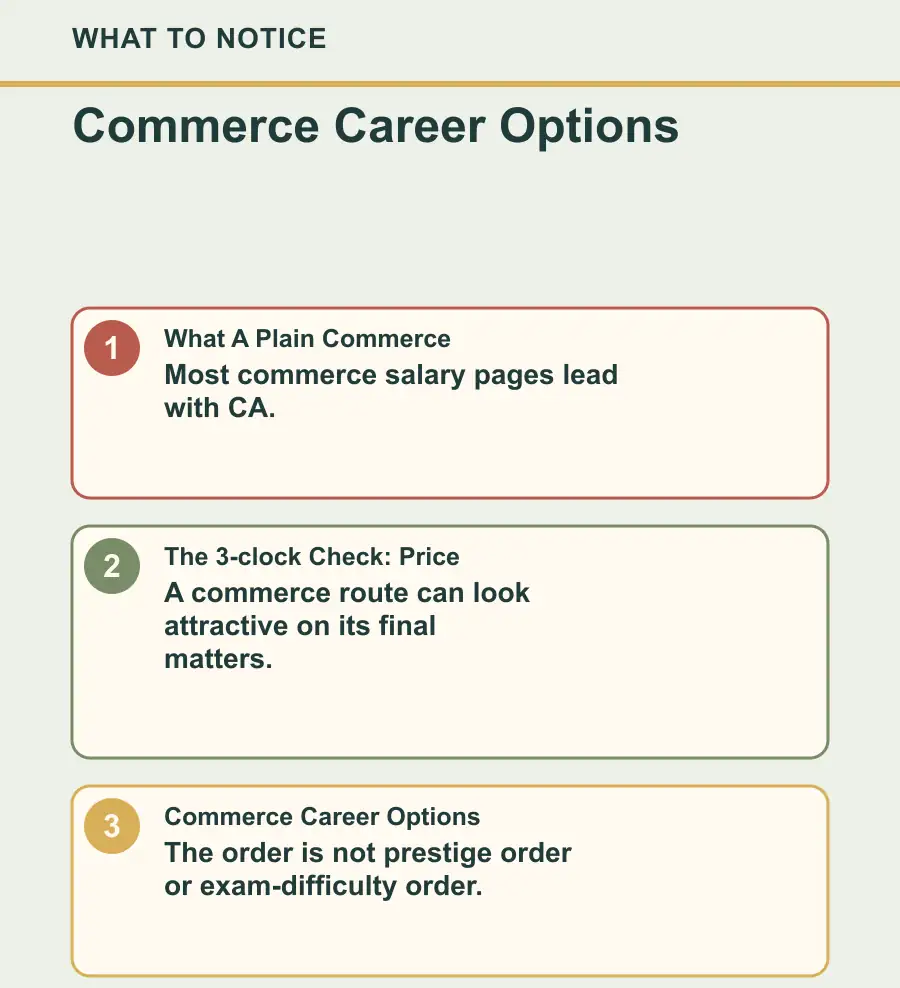 WHAT TO NOTICE
Commerce Career Options
1
What A Plain Commerce
Most commerce salary pages lead
with CA.
2
The 3-clock Check: Price
A commerce route can look
attractive on its final
matters.
3
Commerce Career Options
The order is not prestige order
or exam-difficulty order.